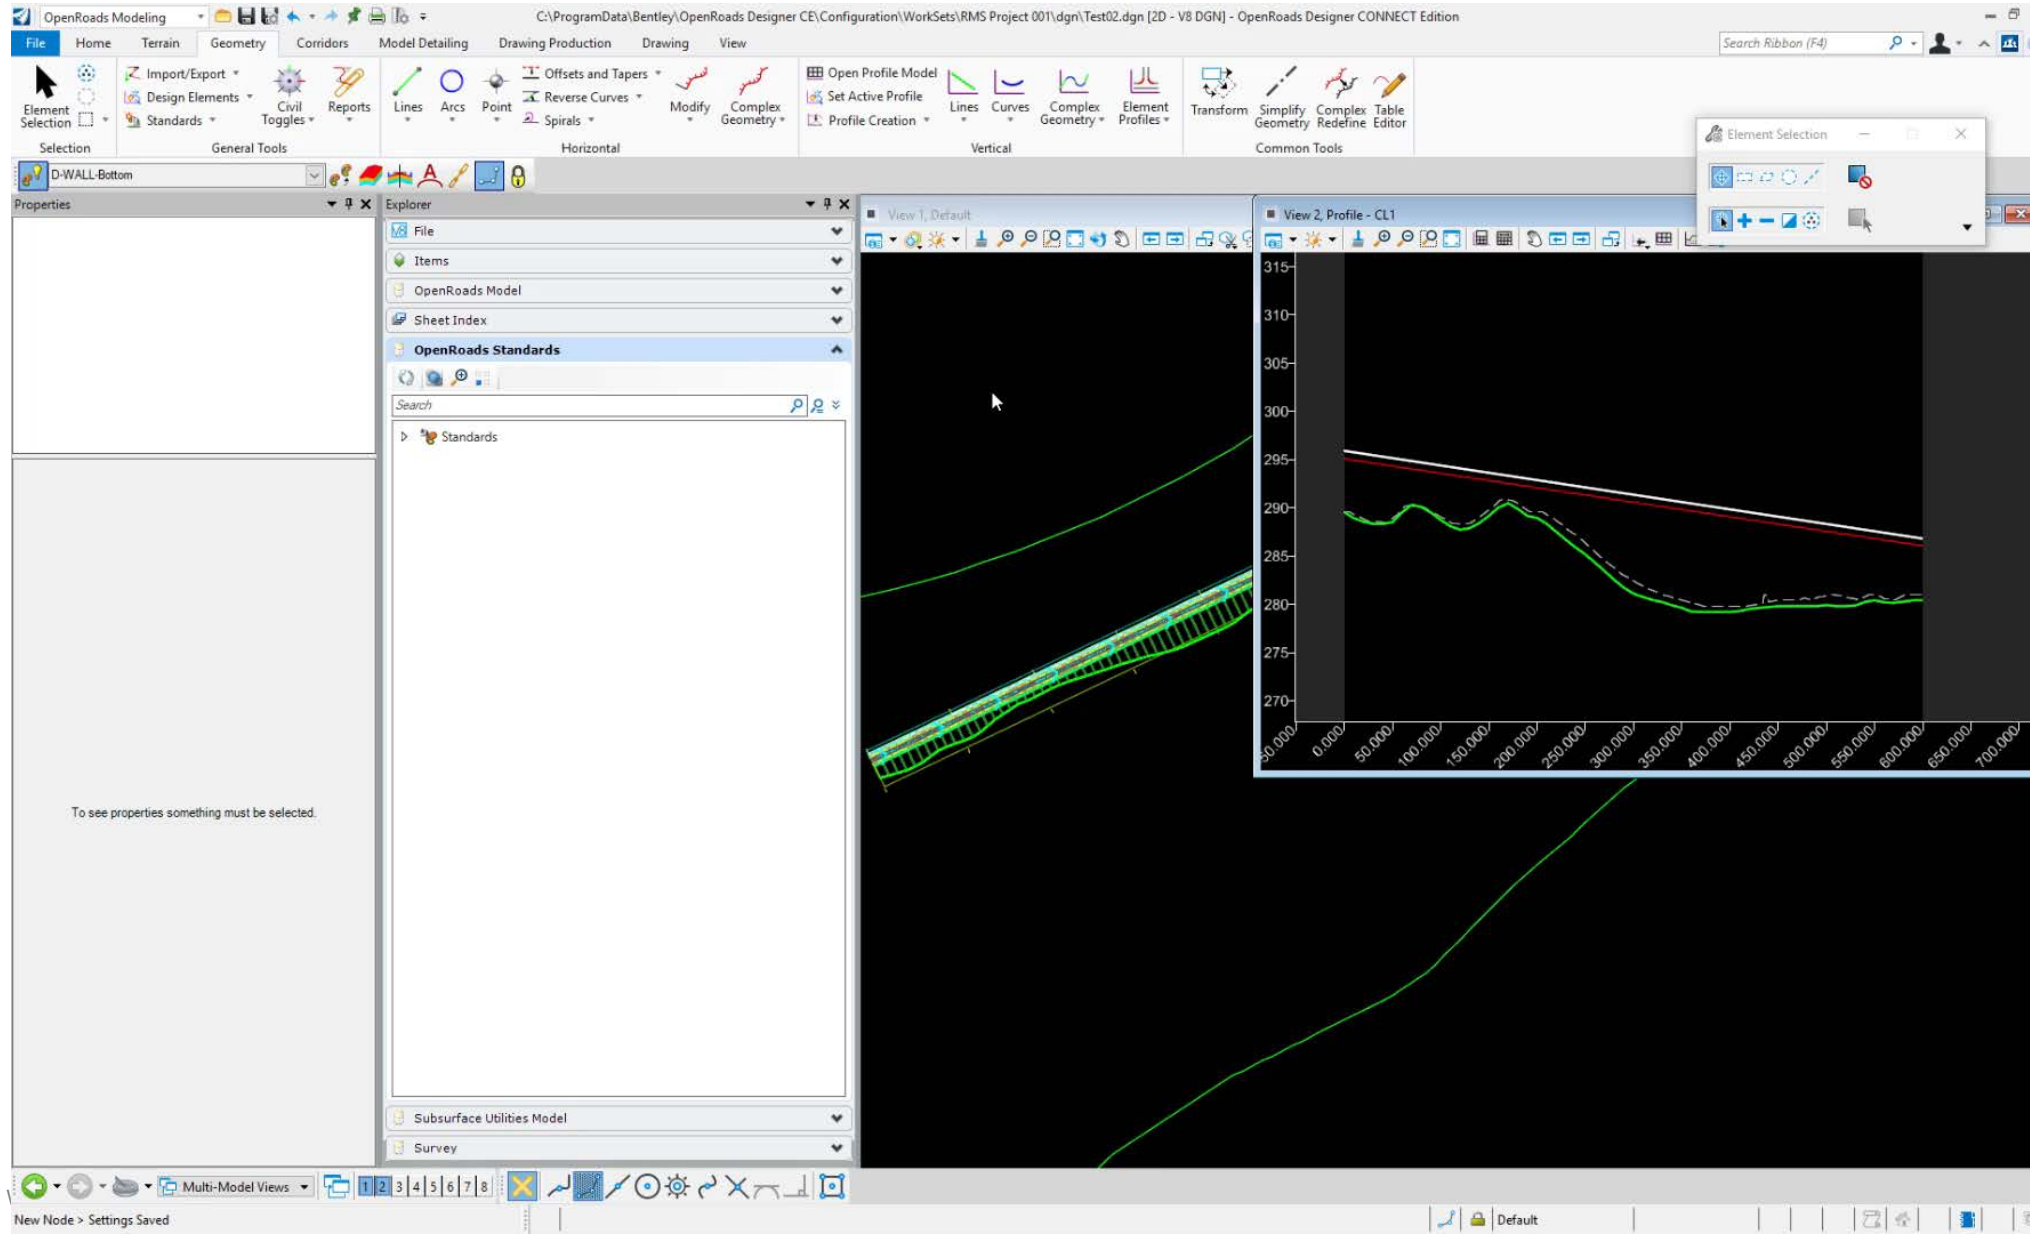 OpenRoads Modeling
C:\ProgramData\Bentley\OpenRoads Designer CE\Configuration\WorkSets\RMS Project 001\dgn\Test02.dgn [2D - V8 DGN] - OpenRoads Designer CONNECT Edition
File Home Terrain Geometry Corridors Model Detailing Drawing Production Drawing View
Search Ribbon (F4)
Element Selection
Import/Export
Design Elements
Standards
Civil Toggles
Reports
Lines Arcs Point
Offsets and Tapers
Reverse Curves
Spirals
Modify
Complex Geometry
Open Profile Model
Set Active Profile
Profile Creation
Lines Curves
Complex Geometry
Element Profiles
Transform
Simplify Geometry
Complex Redefine
Table Editor
Selection General Tools Horizontal Vertical Common Tools
Element Selection
D-WALL-Bottom
Properties
Explorer
File
Items
OpenRoads Model
Sheet Index
OpenRoads Standards
Search
Standards
Subsurface Utilities Model
Survey
To see properties something must be selected.
View 1, Default
View 2, Profile - CL1
315
310
305
300
295
290
285
280
275
270
50.000 0.000 50.000 100.000 150.000 200.000 250.000 300.000 350.000 400.000 450.000 500.000 550.000 600.000 650.000 700.000
Multi-Model Views
1 2 3 4 5 6 7 8
New Node > Settings Saved
Default